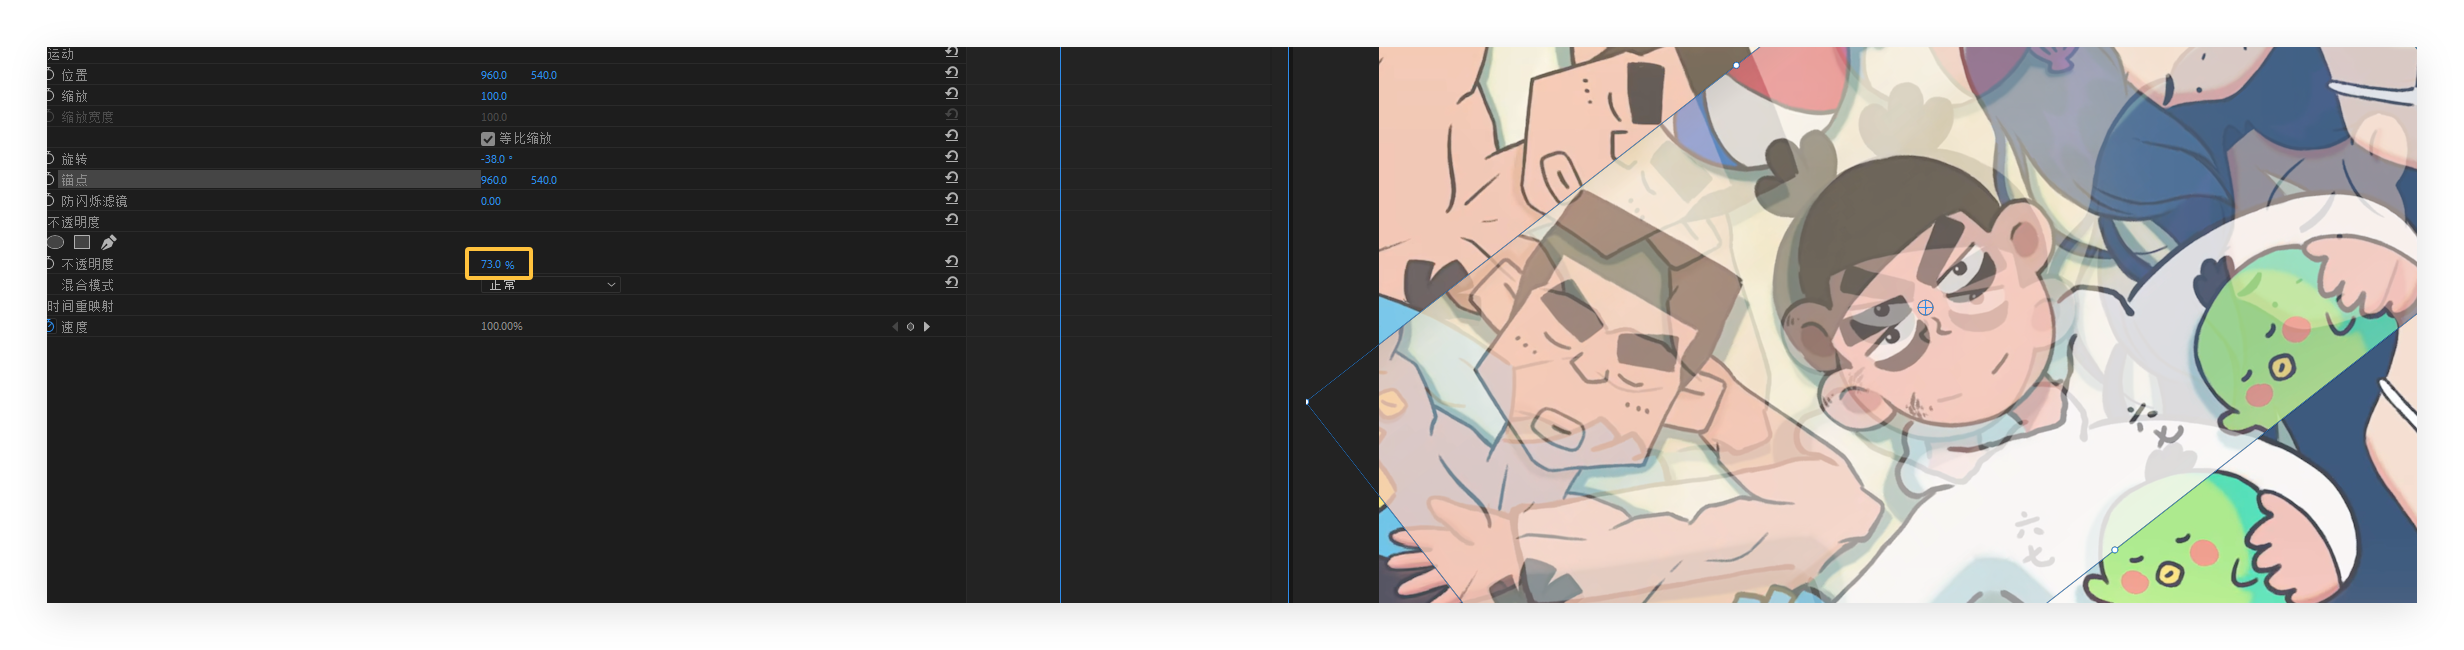 运动
位置 960.0 540.0
缩放 100.0
缩放宽度 100.0
等比缩放
旋转 -38.0 °
锚点 960.0 540.0
防闪烁滤镜 0.00
不透明度
不透明度 73.0 %
混合模式 正常
时间重映射
速度 100.00%